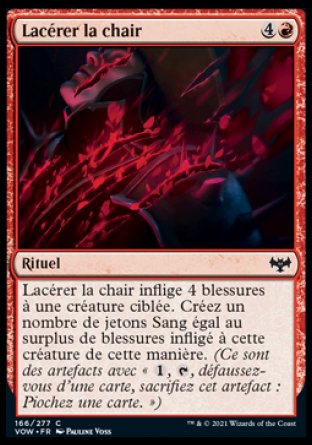 Lacérer la chair 4
Rituel
Lacérer la chair inflige 4 blessures
à une créature ciblée. Créez un
nombre de jetons Sang égal au
surplus de blessures infligé à cette
créature de cette manière. (Ce sont
des artefacts avec « 1, , défaussez-
vous d'une carte, sacrifiez cet artefact :
Piochez une carte. »)
166/277 C
VOW • FR Pauline Voss
™ & © 2021 Wizards of the Coast